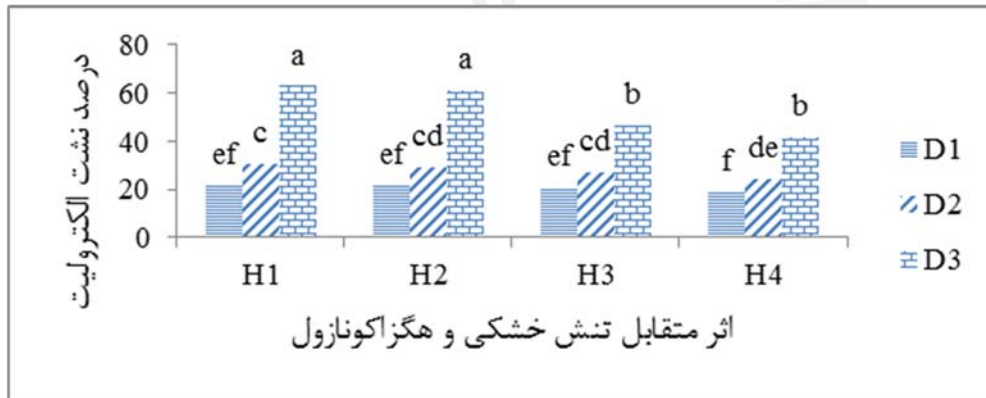 درصد نشت الکترولیت
80
60
40
20
0
ef c a
ef cd a
ef cd b
f de b
H1 H2 H3 H4
اثر متقابل تنش خشکی و هگزاکونازول
D1
D2
D3